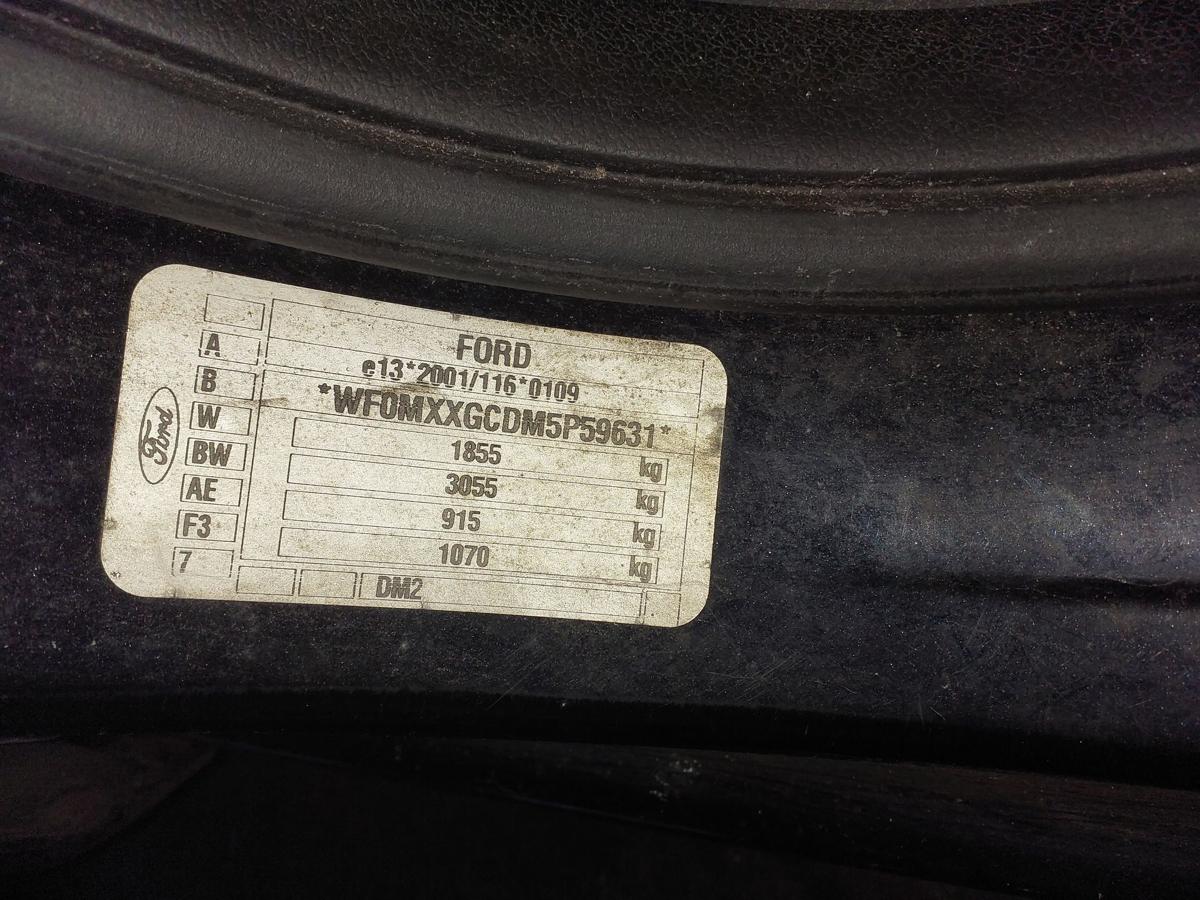 FORD
A e13*2001/116*0109
B *WF0MXXGCDM5P59631*
W 1855 kg
BW 3055 kg
AE 915 kg
F3 1070 kg
7 DM2
Ford